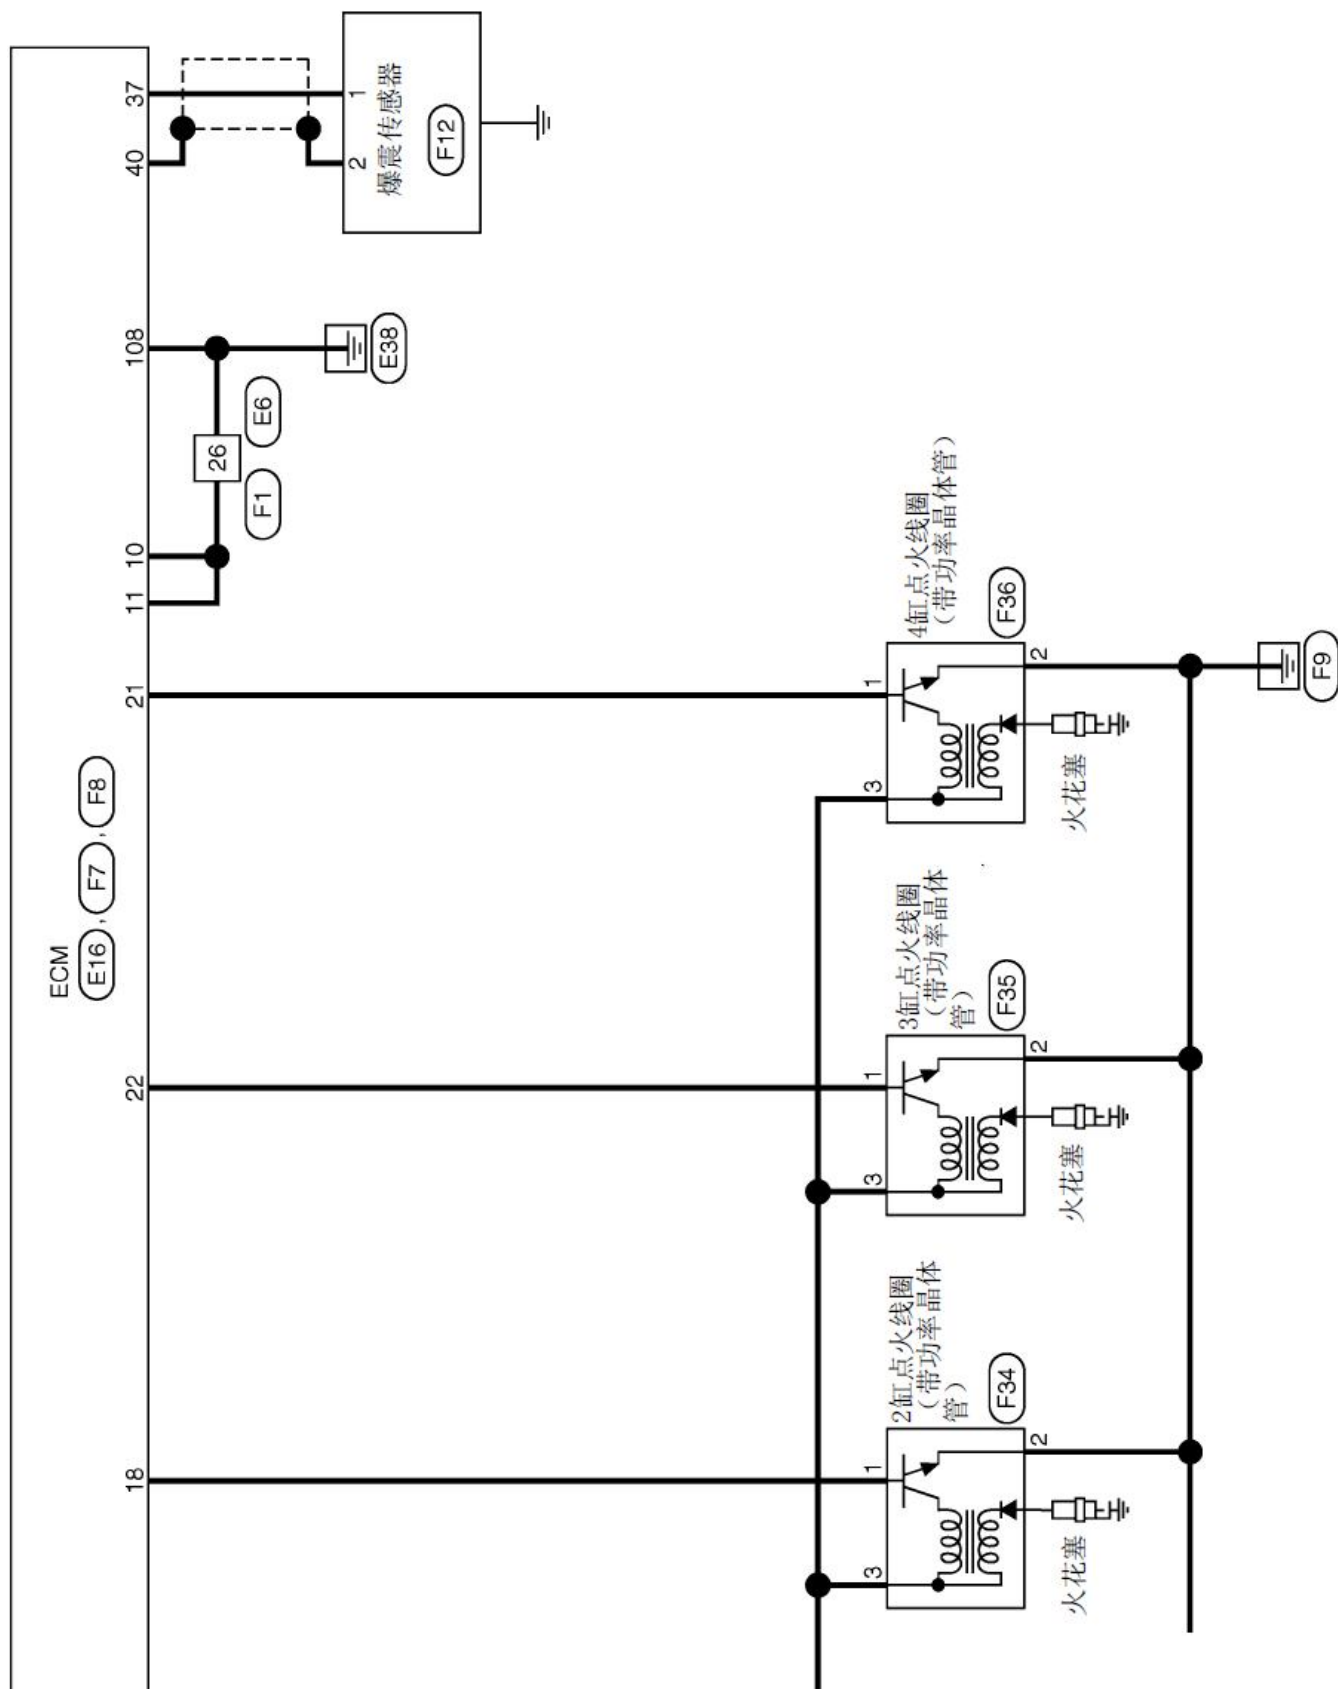 ECM
E16, F7, F8
18 22 21 11 10 108 40 37
26
F1 E6
2 1
爆震传感器
E38
F12
3 1
2缸点火线圈
（带功率晶体
管）
F34
2
火花塞
3 1
3缸点火线圈
（带功率晶体
管）
F35
2
火花塞
3 1
4缸点火线圈
（带功率晶体管）
F36
2
火花塞
F9